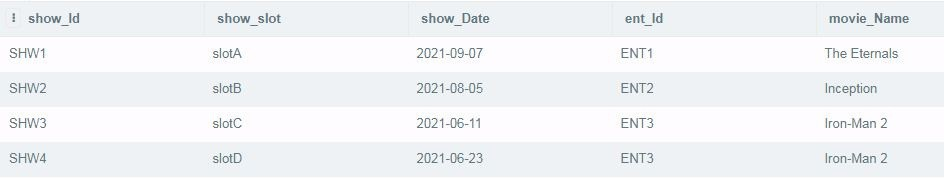 show_Id show_slot show_Date ent_Id movie_Name
SHW1 slotA 2021-09-07 ENT1 The Eternals
SHW2 slotB 2021-08-05 ENT2 Inception
SHW3 slotC 2021-06-11 ENT3 Iron-Man 2
SHW4 slotD 2021-06-23 ENT3 Iron-Man 2